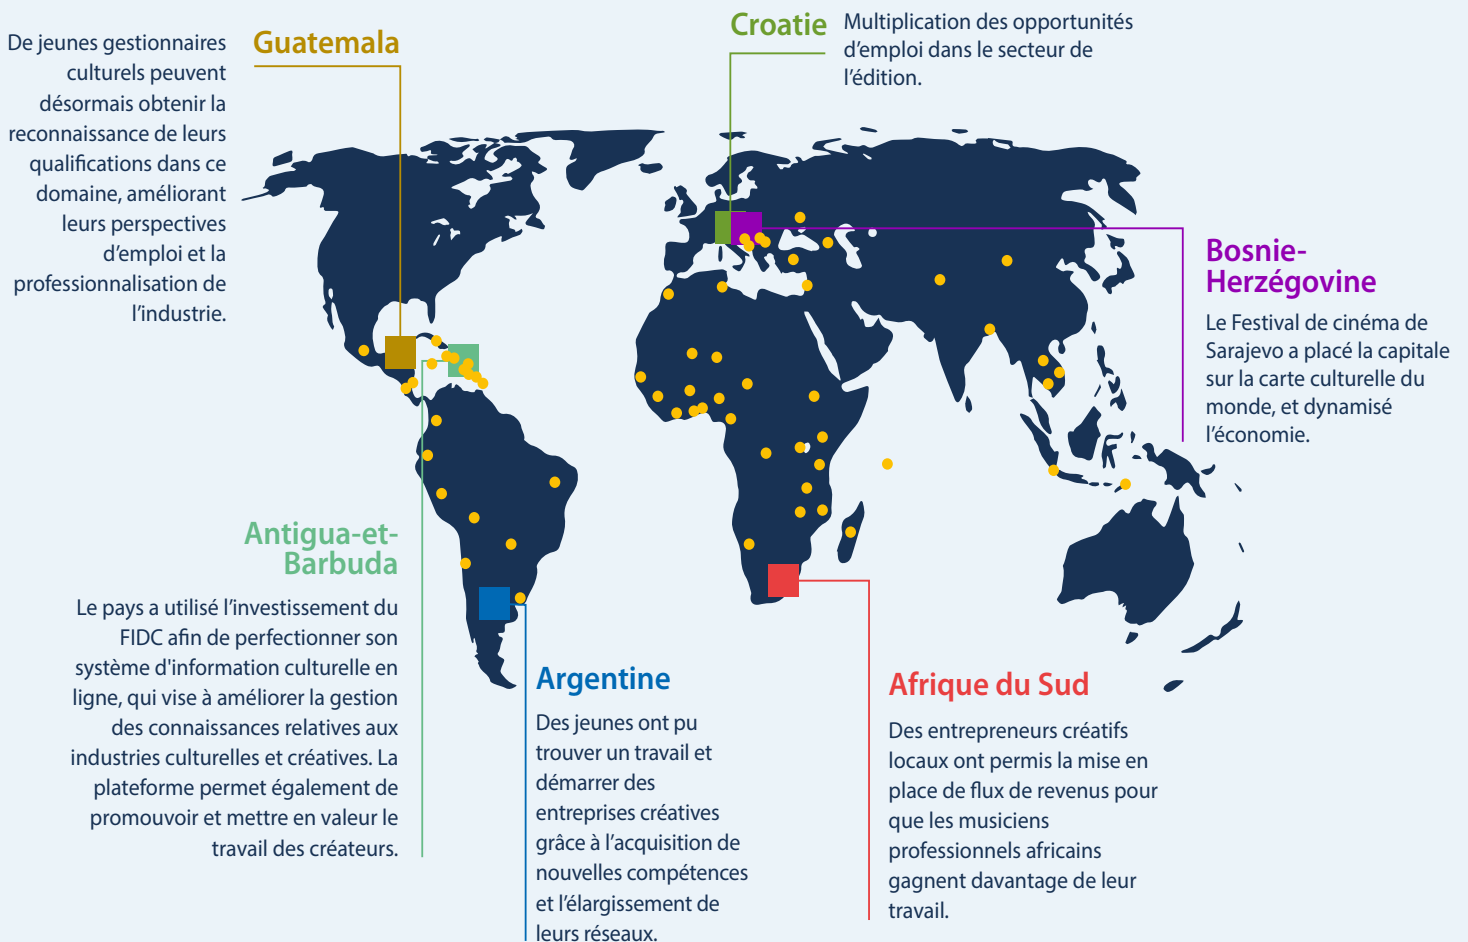 Guatemala
De jeunes gestionnaires
culturels peuvent
désormais obtenir la
reconnaissance de leurs
qualifications dans ce
domaine, améliorant
leurs perspectives
d’emploi et la
professionnalisation de
l’industrie.
Croatie
Multiplication des opportunités
d’emploi dans le secteur de
l’édition.
Bosnie-
Herzégovine
Le Festival de cinéma de
Sarajevo a placé la capitale
sur la carte culturelle du
monde, et dynamisé
l’économie.
Antigua-et-
Barbuda
Le pays a utilisé l’investissement du
FIDC afin de perfectionner son
système d'information culturelle en
ligne, qui vise à améliorer la gestion
des connaissances relatives aux
industries culturelles et créatives. La
plateforme permet également de
promouvoir et mettre en valeur le
travail des créateurs.
Argentine
Des jeunes ont pu
trouver un travail et
démarrer des
entreprises créatives
grâce à l’acquisition de
nouvelles compétences
et l’élargissement de
leurs réseaux.
Afrique du Sud
Des entrepreneurs créatifs
locaux ont permis la mise en
place de flux de revenus pour
que les musiciens
professionnels africains
gagnent davantage de leur
travail.